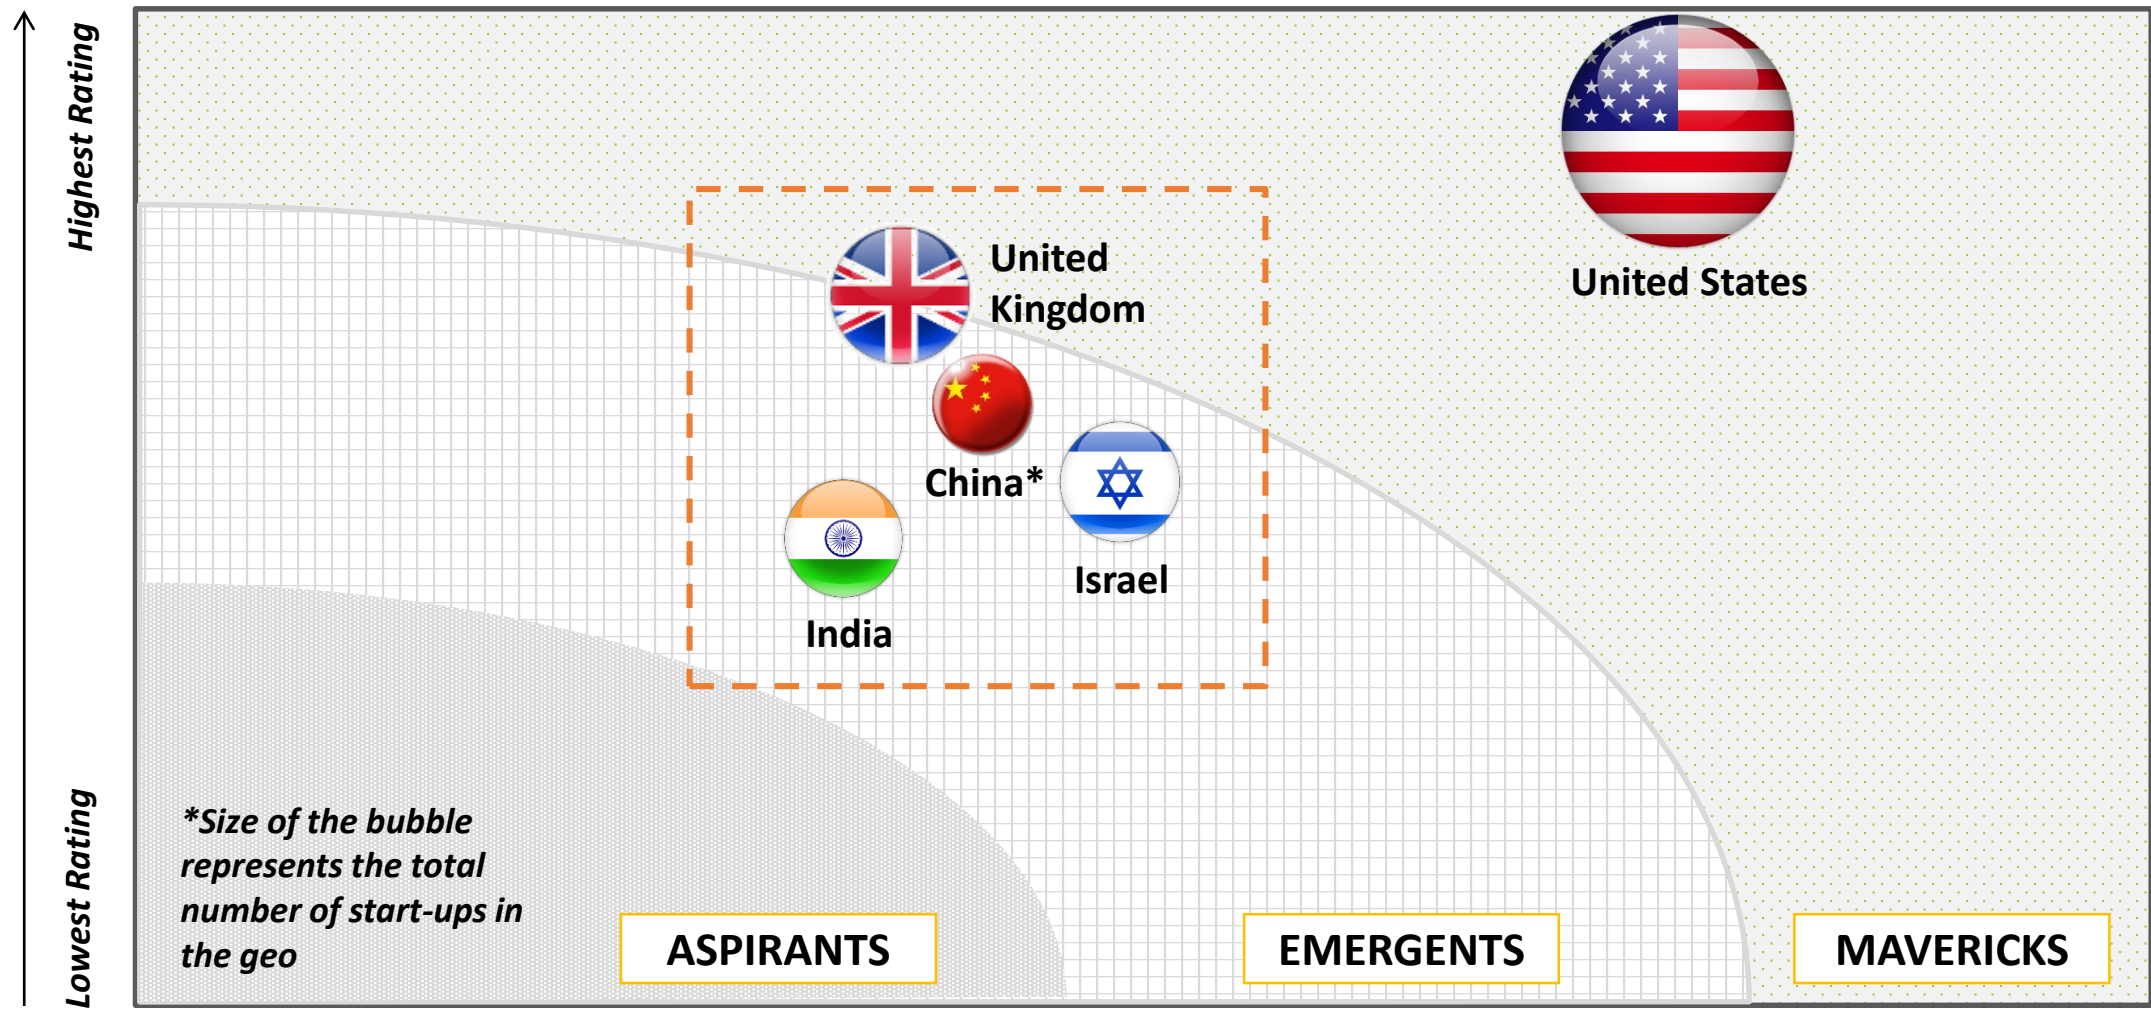 Highest Rating
United
Kingdom
United States
China*
Israel
India
Lowest Rating
*Size of the bubble
represents the total
number of start-ups in
the geo
ASPIRANTS
EMERGENTS
MAVERICKS